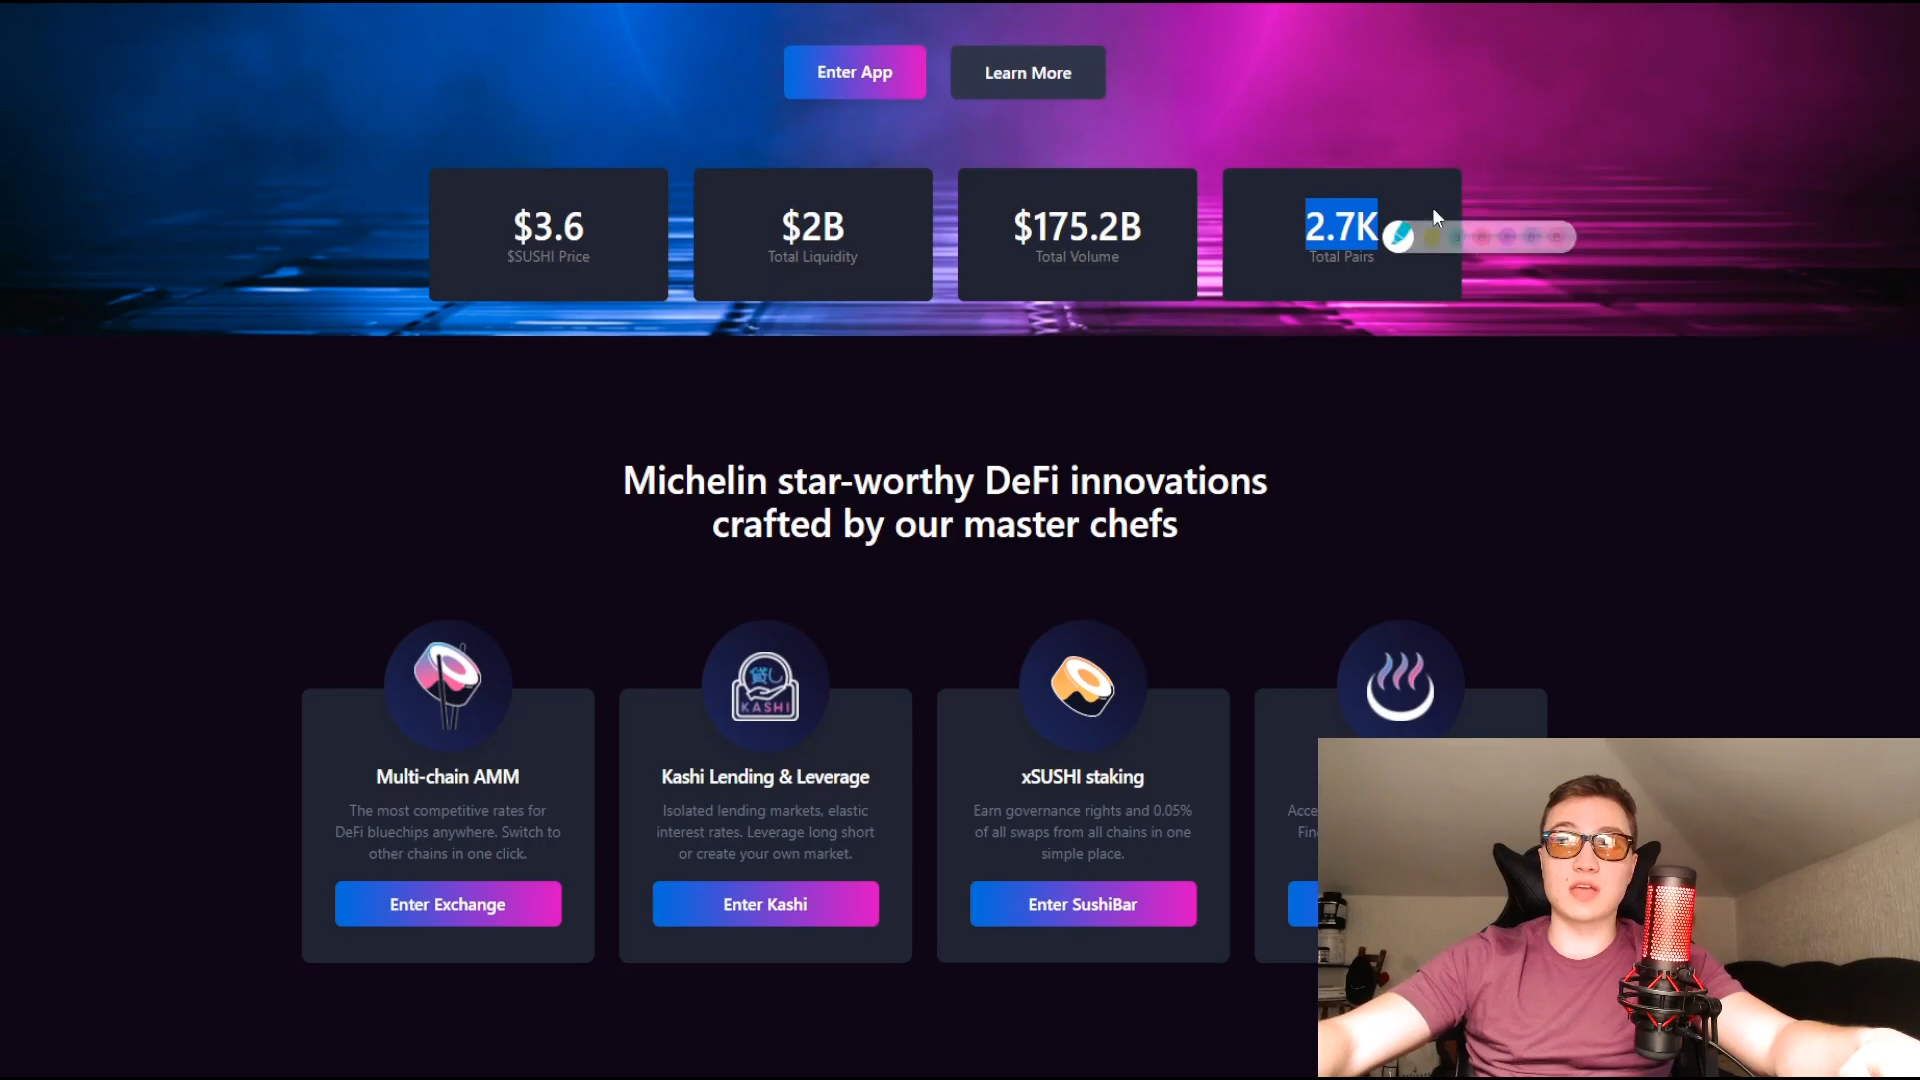 Enter App
Learn More
$3.6
$SUSHI Price
$2B
Total Liquidity
$175.2B
Total Volume
2.7K
Total Pairs
Michelin star-worthy DeFi innovations
crafted by our master chefs
貸し
KASHI
Multi-chain AMM
The most competitive rates for
DeFi bluechips anywhere. Switch to
other chains in one click.
Enter Exchange
Kashi Lending & Leverage
Isolated lending markets, elastic
interest rates. Leverage long short
or create your own market.
Enter Kashi
xSUSHI staking
Earn governance rights and 0.05%
of all swaps from all chains in one
simple place.
Enter SushiBar